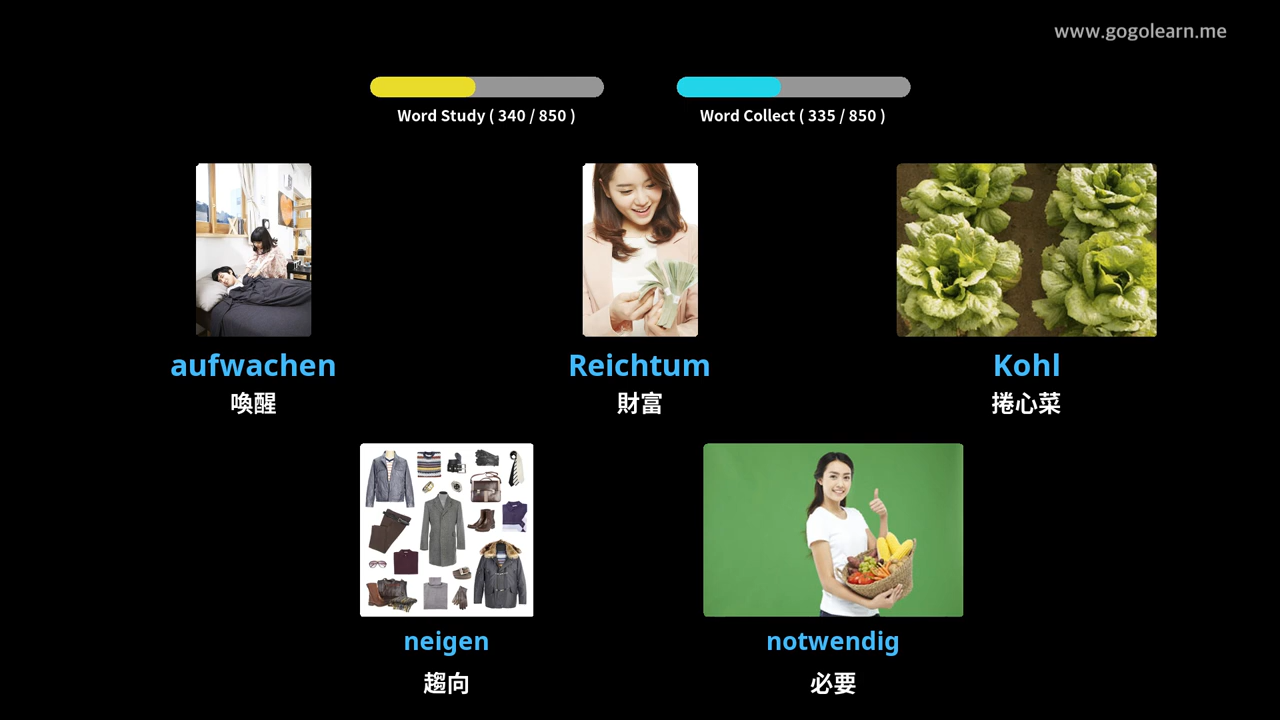 www.gogolearn.me
Word Study ( 340 / 850 )
Word Collect ( 335 / 850 )
aufwachen
喚醒
Reichtum
財富
Kohl
捲心菜
neigen
趨向
notwendig
必要